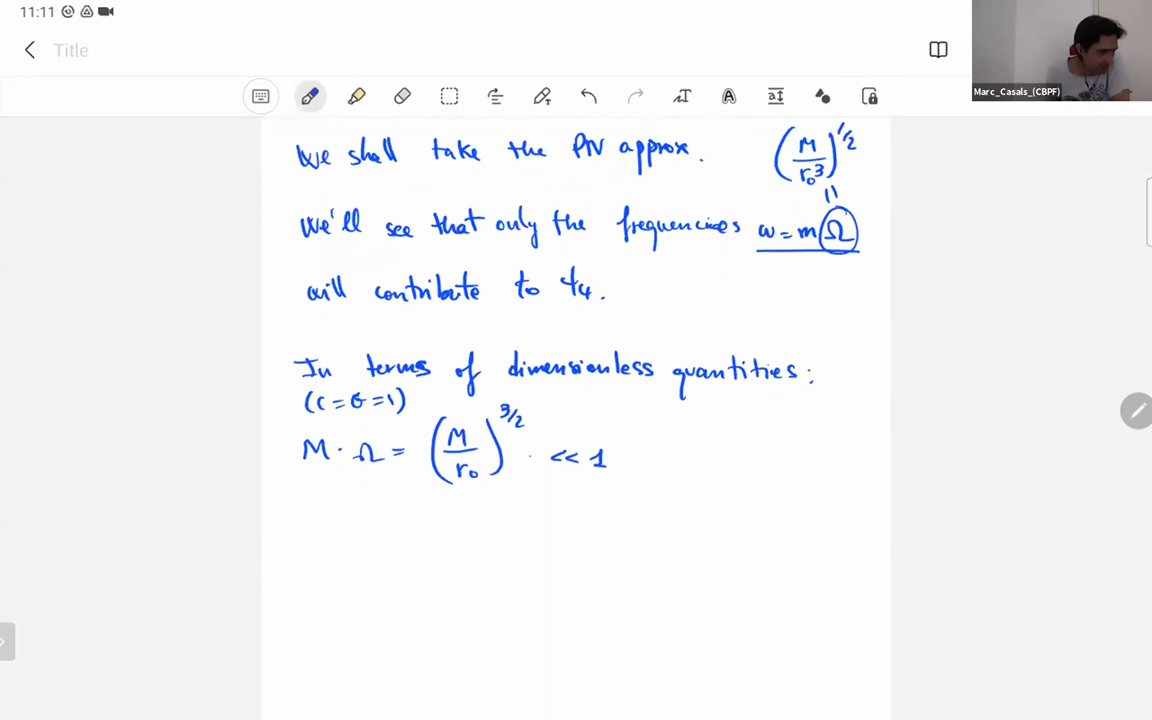 11:11
Title
Marc_Casals_(CBPF)
We shall take the PN approx. (M/r₀³)^1/2
=
We'll see that only the frequencies ω = mΩ
will contribute to ψ₄.
In terms of dimensionless quantities:
(c = G = 1)
M · Ω = (M/r₀)^3/2 << 1